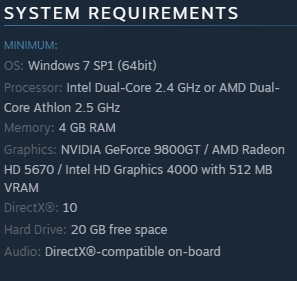 SYSTEM REQUIREMENTS
MINIMUM:
OS: Windows 7 SP1 (64bit)
Processor: Intel Dual-Core 2.4 GHz or AMD Dual-
Core Athlon 2.5 GHz
Memory: 4 GB RAM
Graphics: NVIDIA GeForce 9800GT / AMD Radeon
HD 5670 / Intel HD Graphics 4000 with 512 MB
VRAM
DirectX®: 10
Hard Drive: 20 GB free space
Audio: DirectX®-compatible on-board